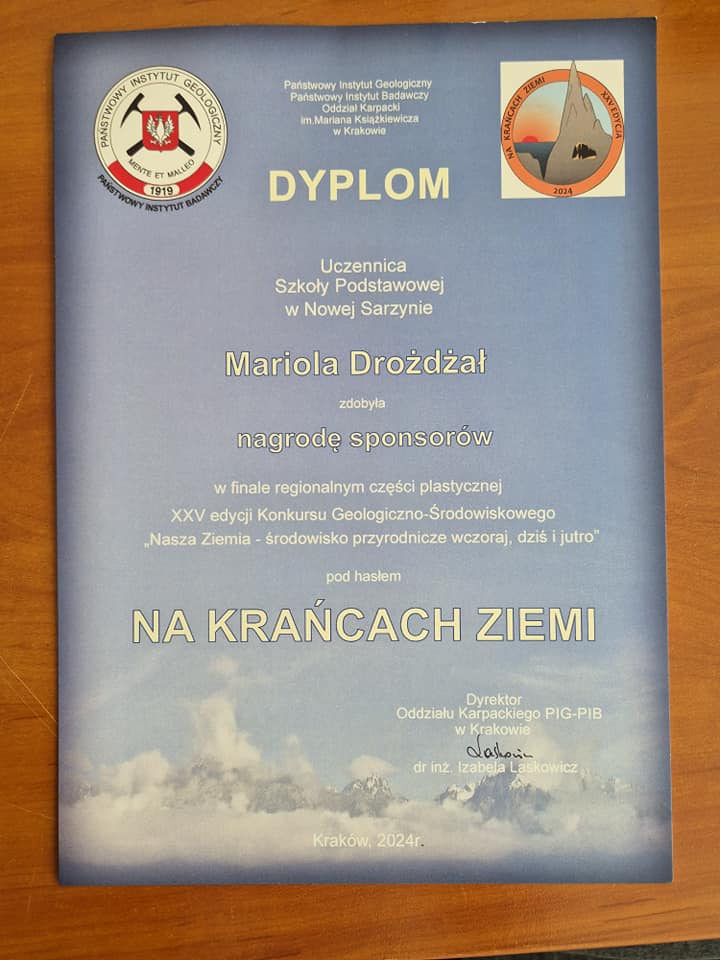 PAŃSTWOWY INSTYTUT GEOLOGICZNY
MENTE ET MALLEO
1919
PAŃSTWOWY INSTYTUT BADAWCZY
Państwowy Instytut Geologiczny
Państwowy Instytut Badawczy
Oddział Karpacki
im.Mariana Książkiewicza
w Krakowie
NA KRAŃCACH ZIEMI
XXV EDYCJA
2024
DYPLOM
Uczennica
Szkoły Podstawowej
w Nowej Sarzynie
Mariola Drożdżał
zdobyła
nagrodę sponsorów
w finale regionalnym części plastycznej
XXV edycji Konkursu Geologiczno-Środowiskowego
„Nasza Ziemia - środowisko przyrodnicze wczoraj, dziś i jutro”
pod hasłem
NA KRAŃCACH ZIEMI
Dyrektor
Oddziału Karpackiego PIG-PIB
w Krakowie
Laskowicz
dr inż. Izabela Laskowicz
Kraków, 2024r.